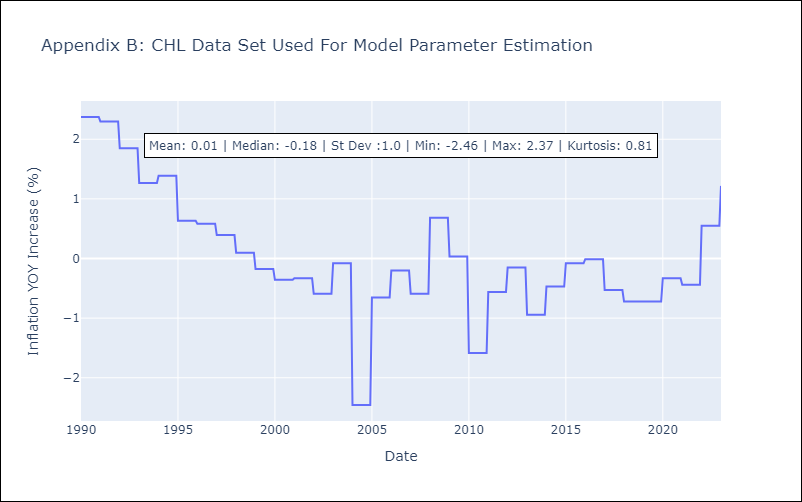 Appendix B: CHL Data Set Used For Model Parameter Estimation
Mean: 0.01 | Median: -0.18 | St Dev :1.0 | Min: -2.46 | Max: 2.37 | Kurtosis: 0.81
Inflation YOY Increase (%)
2
1
0
−1
−2
1990 1995 2000 2005 2010 2015 2020
Date